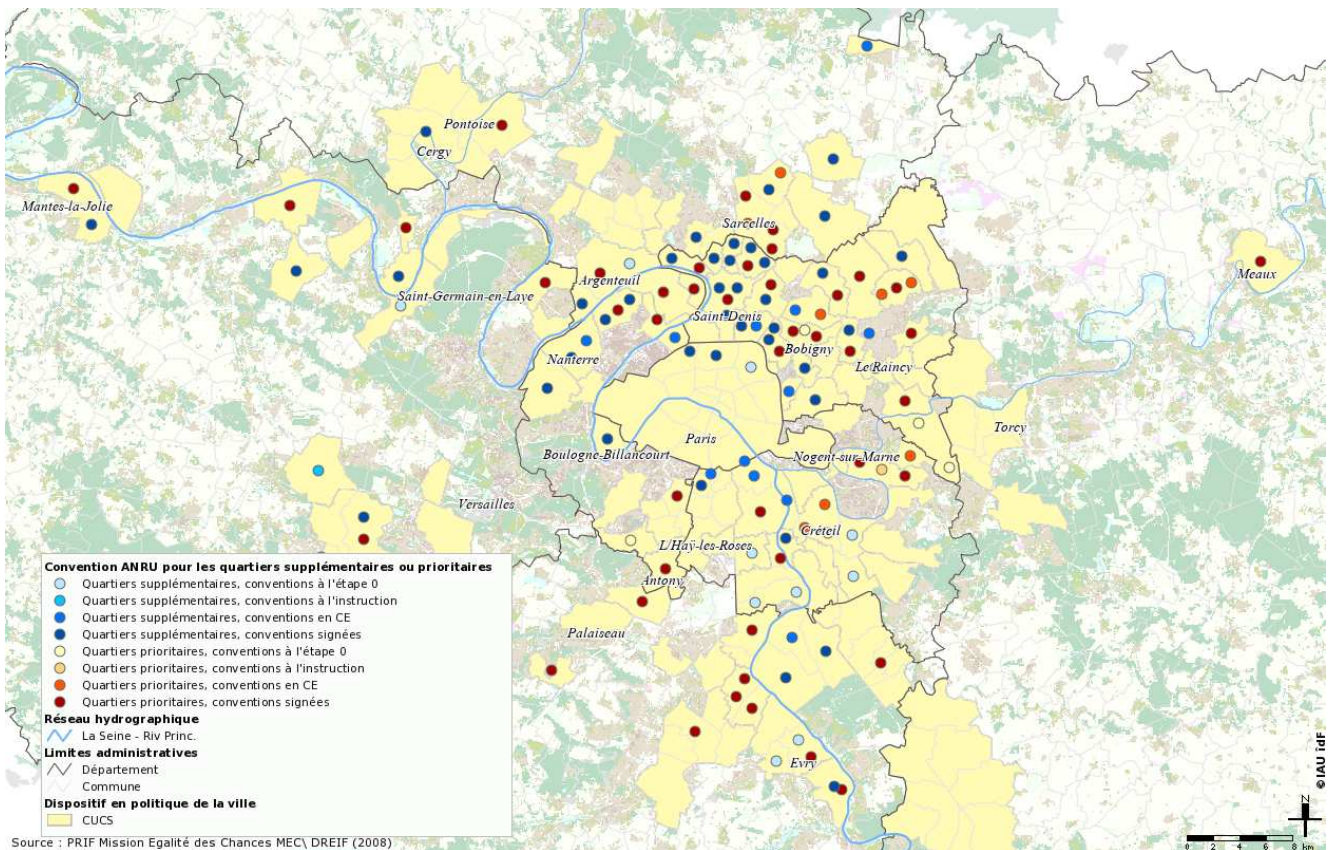 Pontoise
Cergy
Mantes-la-Jolie
Sarcelles
Meaux
Argenteuil
Saint-Germain-en-Laye
Saint-Denis
Nanterre
Bobigny
Le Raincy
Torcy
Paris
Boulogne-Billancourt
Nogent-sur-Marne
Versailles
Créteil
L'Haÿ-les-Roses
Antony
Palaiseau
Evry
Convention ANRU pour les quartiers supplémentaires ou prioritaires
Quartiers supplémentaires, conventions à l'étape 0
Quartiers supplémentaires, conventions à l'instruction
Quartiers supplémentaires, conventions en CE
Quartiers supplémentaires, conventions signées
Quartiers prioritaires, conventions à l'étape 0
Quartiers prioritaires, conventions à l'instruction
Quartiers prioritaires, conventions en CE
Quartiers prioritaires, conventions signées
Réseau hydrographique
La Seine - Riv Princ.
Limites administratives
Département
Commune
Dispositif en politique de la ville
CUCS
©IAU îdF
N
0 2 4 6 8 km
Source : PRIF Mission Egalité des Chances MEC\ DREIF (2008)